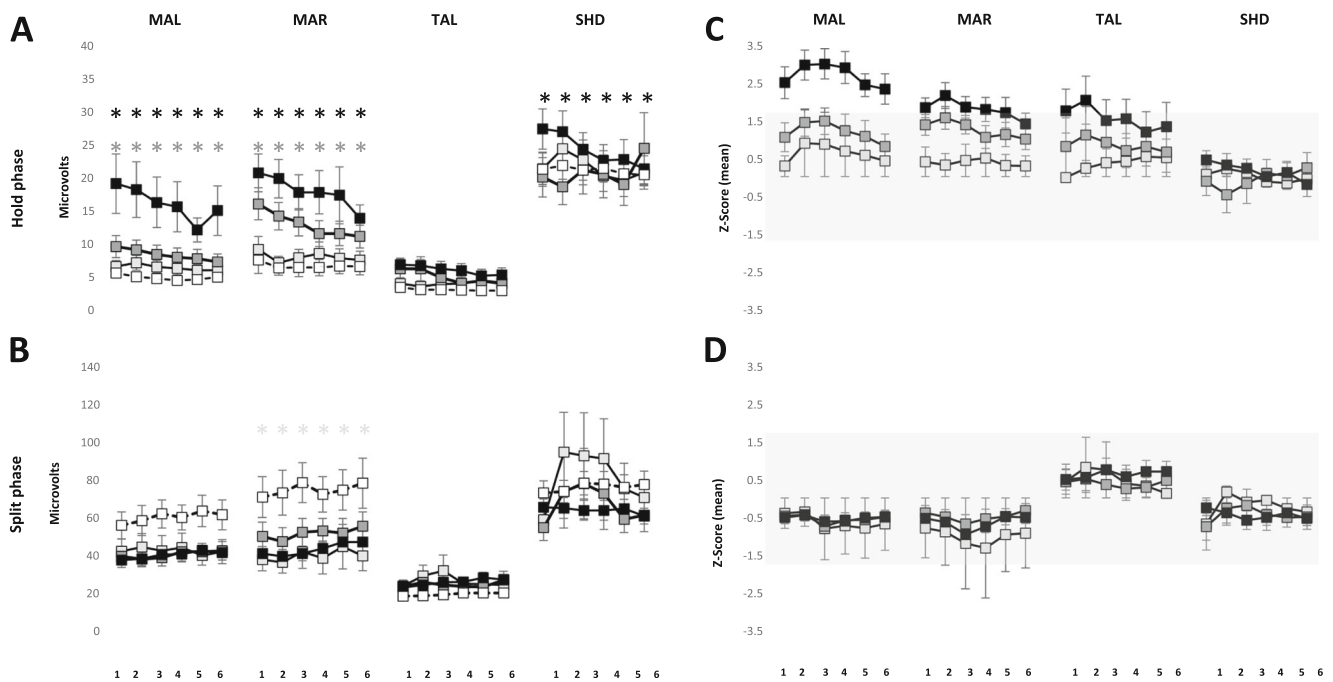 A
MAL MAR TAL SHD
Hold phase
Microvolts
40
35
30
* * * * * * * * * * * * * * * * * *
25
* * * * * * * * * * * *
20
15
10
5
0
B
Split phase
Microvolts
140
120
100
* * * * * *
80
60
40
20
0
1 2 3 4 5 6 1 2 3 4 5 6 1 2 3 4 5 6 1 2 3 4 5 6
C
MAL MAR TAL SHD
Z-Score (mean)
3.5
2.5
1.5
0.5
-0.5
-1.5
-2.5
-3.5
D
Z-Score (mean)
3.5
2.5
1.5
0.5
-0.5
-1.5
-2.5
-3.5
1 2 3 4 5 6 1 2 3 4 5 6 1 2 3 4 5 6 1 2 3 4 5 6